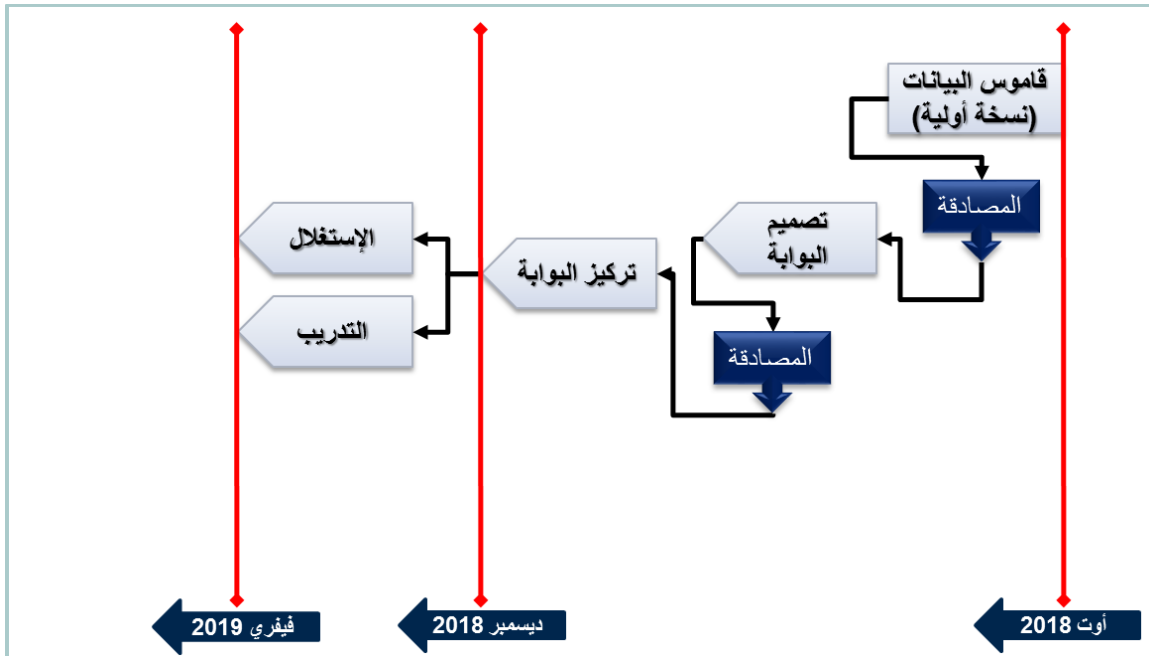 قاموس البيانات
(نسخة أولية)
المصادقة
تصميم
البوابة
المصادقة
تركيز البوابة
الإستغلال
التدريب
أوت 2018
ديسمبر 2018
فيفري 2019